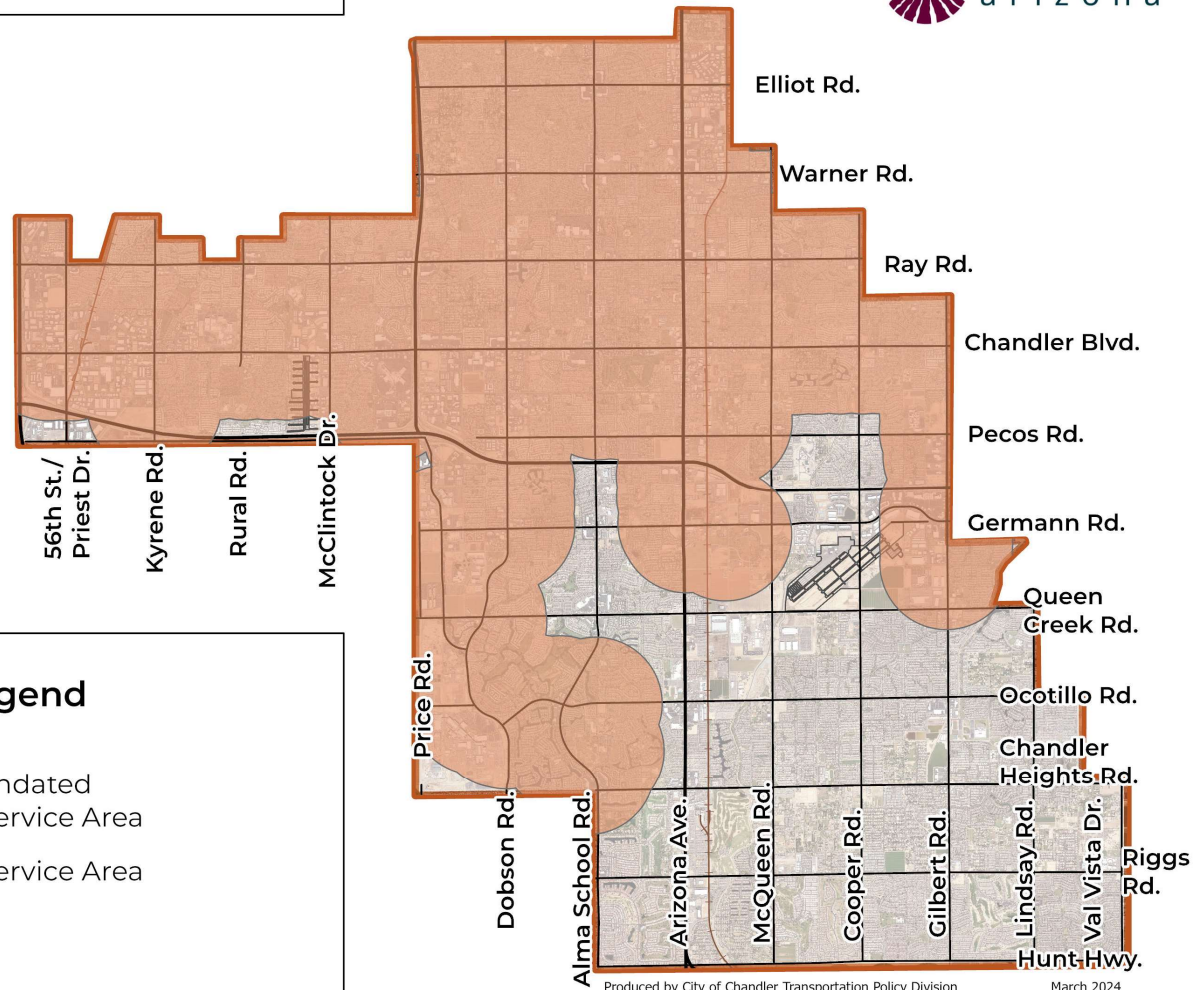 arizona
Elliot Rd.
Warner Rd.
Ray Rd.
Chandler Blvd.
Pecos Rd.
Germann Rd.
Queen
Creek Rd.
Ocotillo Rd.
Chandler
Heights Rd.
Riggs
Rd.
Hunt Hwy.
56th St./
Priest Dr.
Kyrene Rd.
Rural Rd.
McClintock Dr.
Price Rd.
Dobson Rd.
Alma School Rd.
Arizona Ave.
McQueen Rd.
Cooper Rd.
Gilbert Rd.
Lindsay Rd.
Val Vista Dr.
gend
ndated
ervice Area
ervice Area
Produced by City of Chandler Transportation Policy Division
March 2024